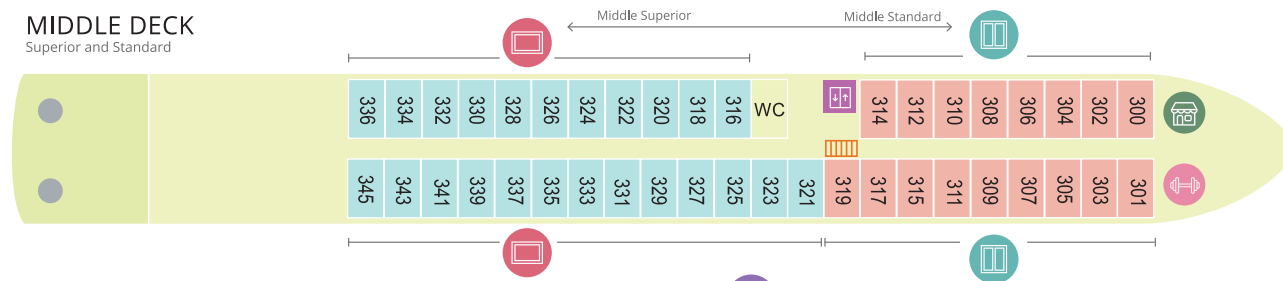 MIDDLE DECK
Superior and Standard
Middle Superior
Middle Standard
336 334 332 330 328 326 324 322 320 318 316 WC 314 312 310 308 306 304 302 300
345 343 341 339 337 335 333 331 329 327 325 323 321 319 317 315 311 309 307 305 303 301